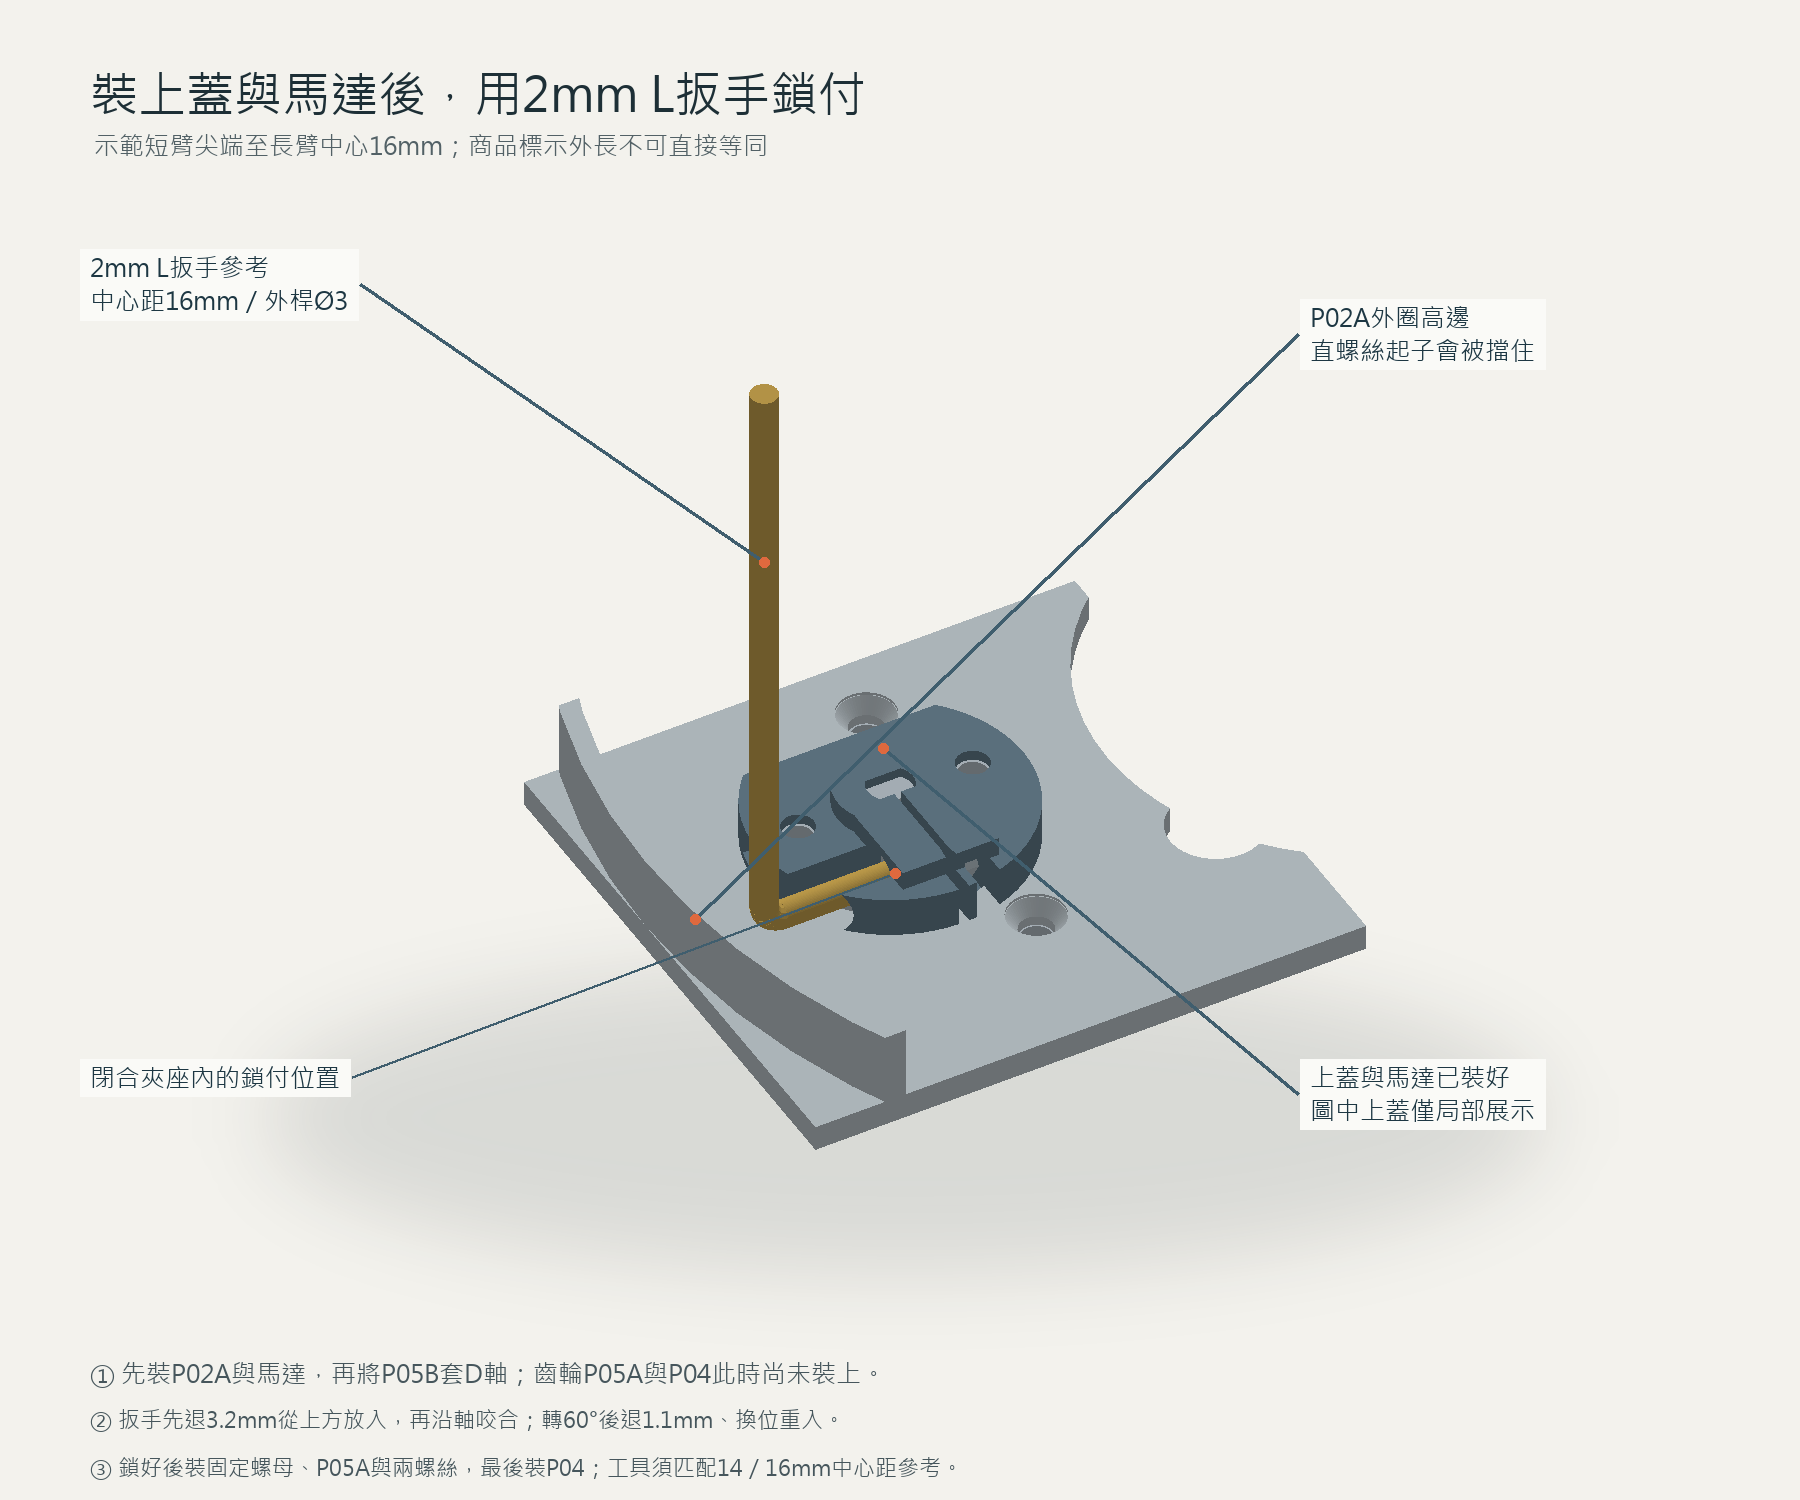 裝上蓋與馬達後，用2mm L扳手鎖付
示範短臂尖端至長臂中心16mm；商品標示外長不可直接等同
2mm L扳手參考
中心距16mm / 外桿Ø3
P02A外圈高邊
直螺絲起子會被擋住
閉合夾座內的鎖付位置
上蓋與馬達已裝好
圖中上蓋僅局部展示
① 先裝P02A與馬達，再將P05B套D軸；齒輪P05A與P04此時尚未裝上。
② 扳手先退3.2mm從上方放入，再沿軸咬合；轉60°後退1.1mm、換位重入。
③ 鎖好後裝固定螺母、P05A與兩螺絲，最後裝P04；工具須匹配14 / 16mm中心距參考。